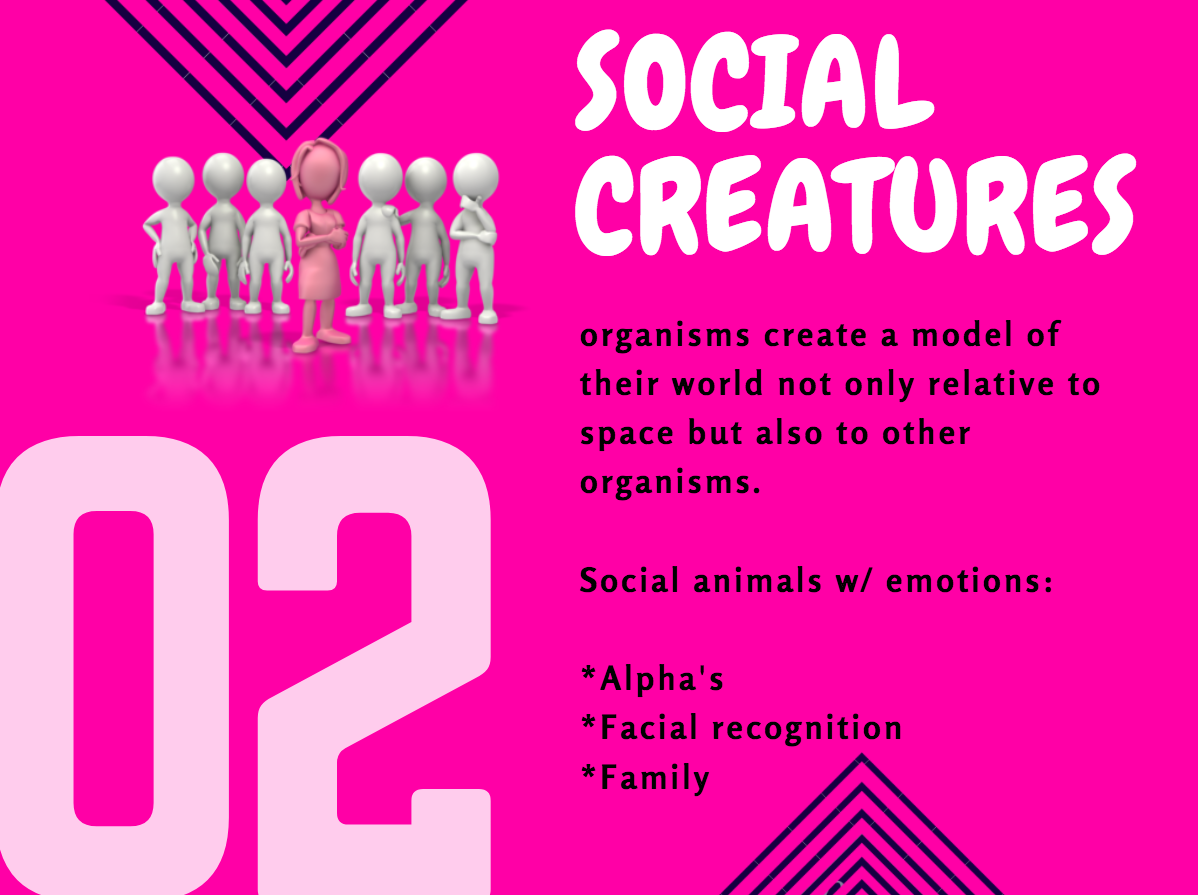 SOCIAL
CREATURES
organisms create a model of
their world not only relative to
space but also to other
organisms.
Social animals w/ emotions:
*Alpha's
*Facial recognition
*Family
02